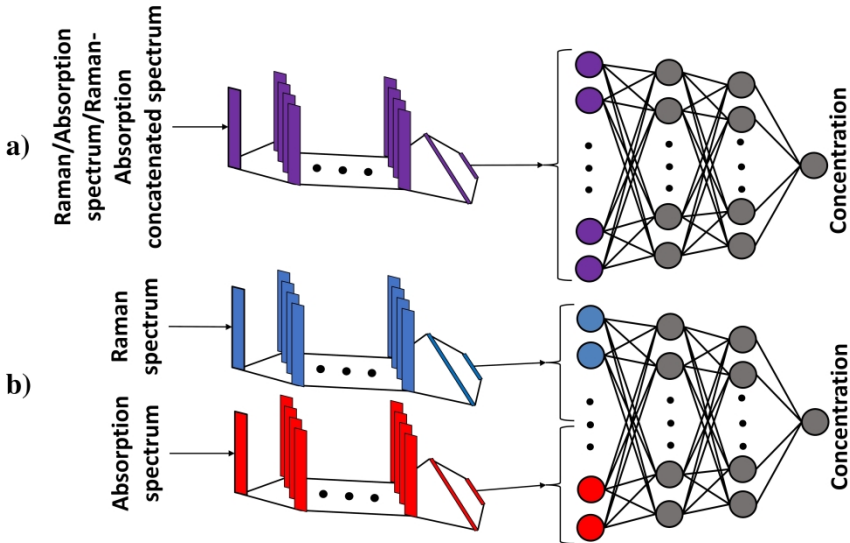 a)
Raman/Absorption
spectrum/Raman-
Absorption
concatenated spectrum
Concentration
b)
Raman
spectrum
Absorption
spectrum
Concentration